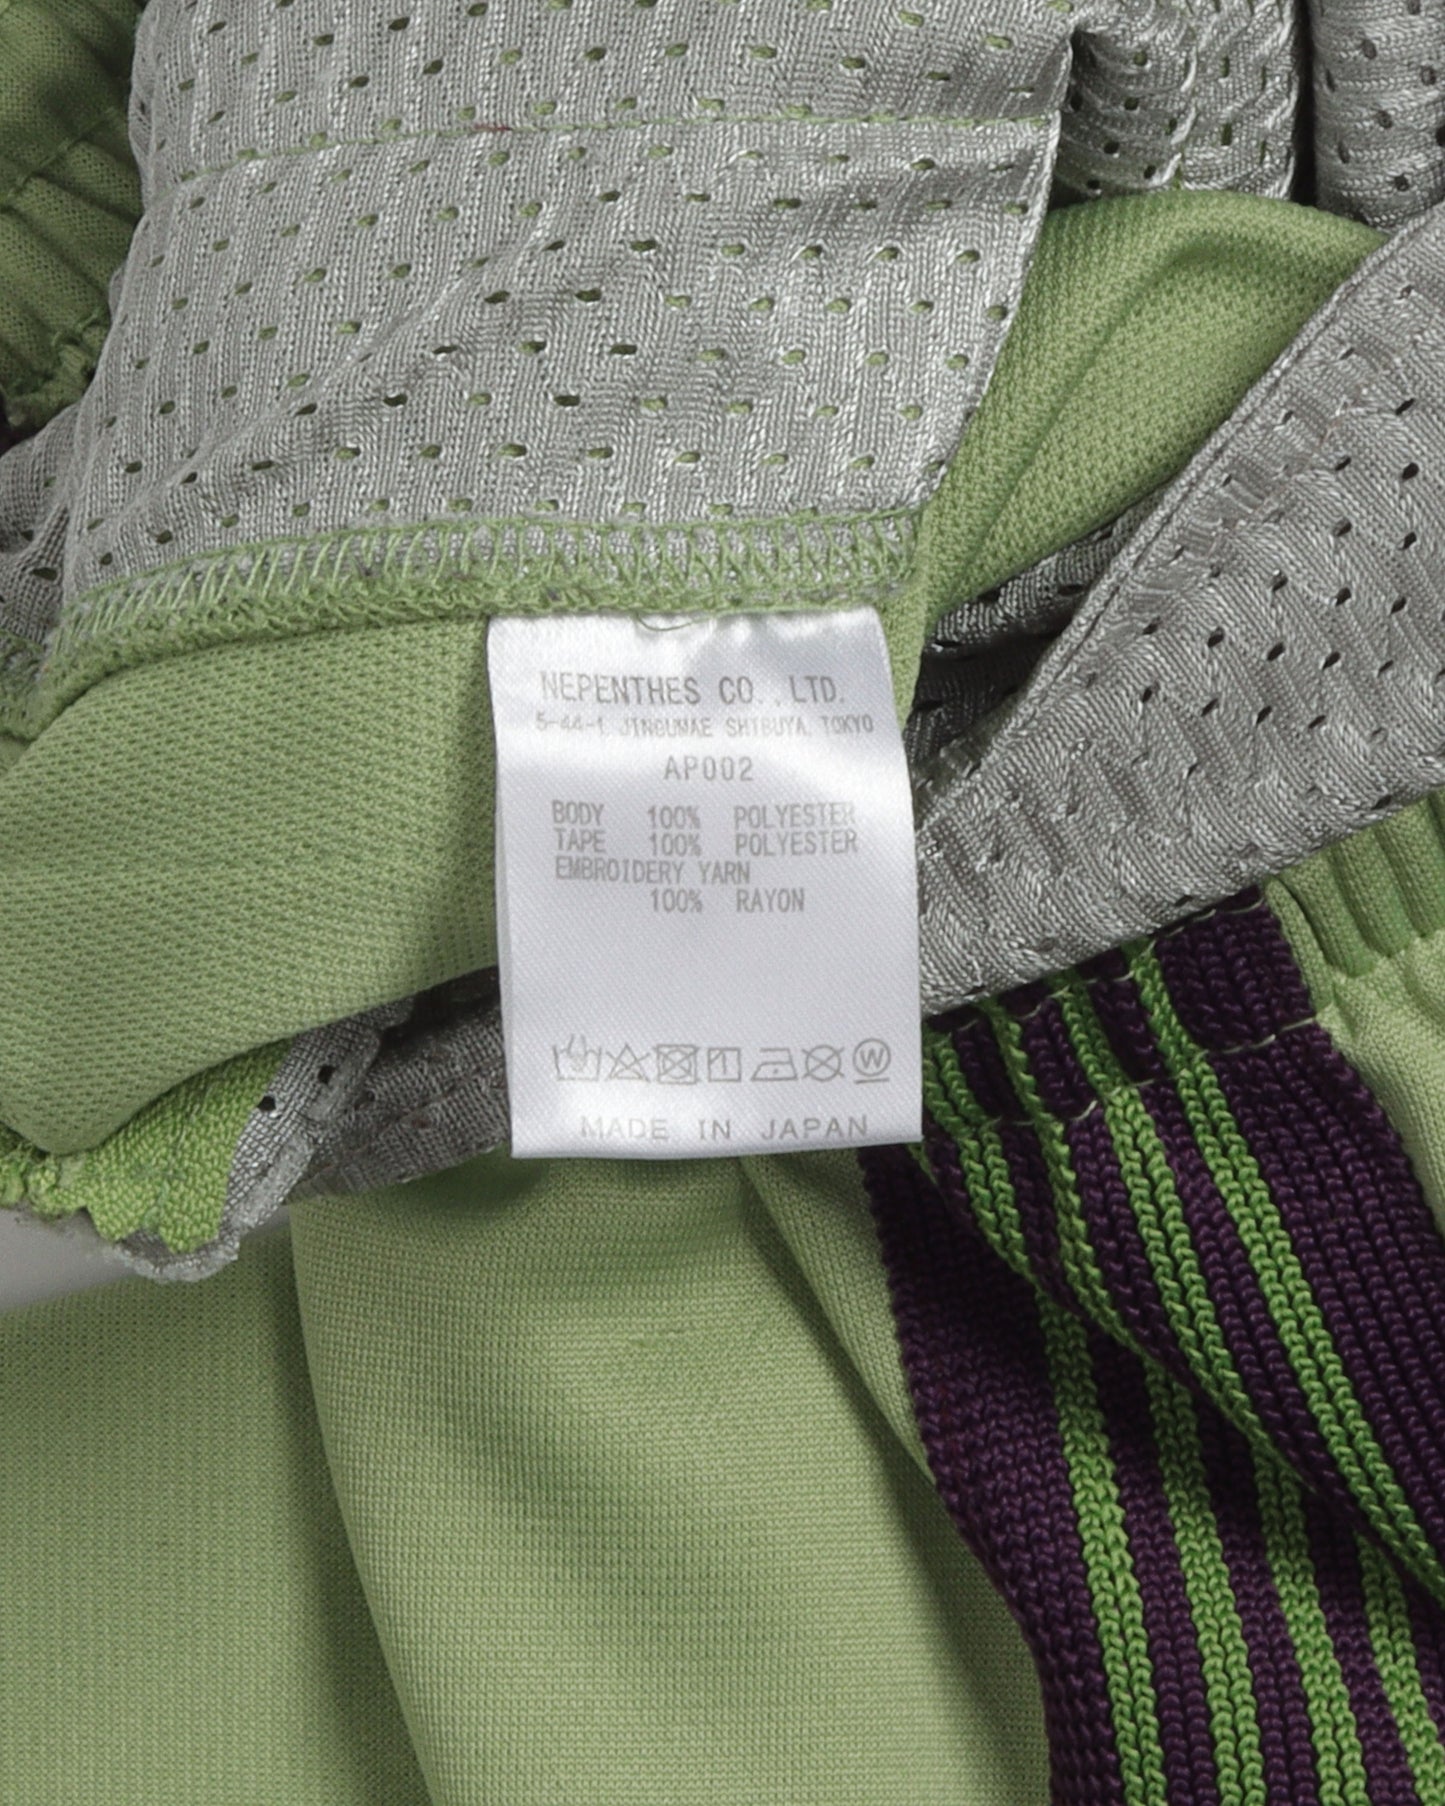 NEPENTHES CO.,LTD.
5-44-1, JINGUMAE SHIBUYA, TOKYO
AP002
BODY 100% POLYESTER
TAPE 100% POLYESTER
EMBROIDERY YARN
100% RAYON
W
MADE IN JAPAN